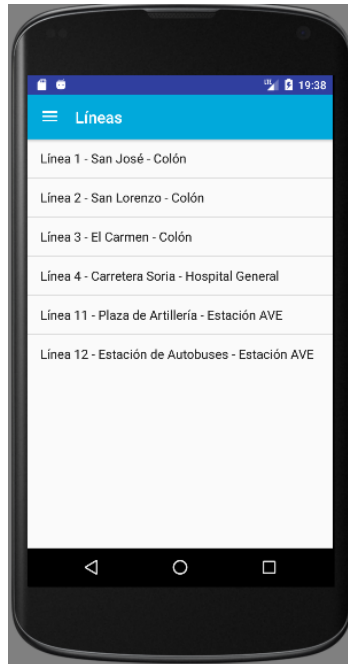 LTE 19:38
Líneas
Línea 1 - San José - Colón
Línea 2 - San Lorenzo - Colón
Línea 3 - El Carmen - Colón
Línea 4 - Carretera Soria - Hospital General
Línea 11 - Plaza de Artillería - Estación AVE
Línea 12 - Estación de Autobuses - Estación AVE